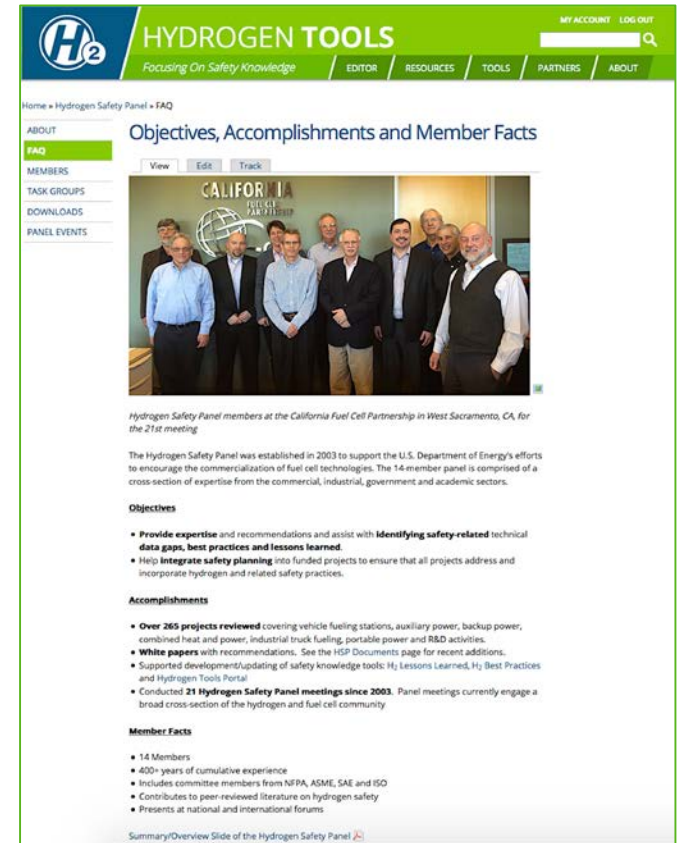 H2
HYDROGEN TOOLS
Focusing On Safety Knowledge
MY ACCOUNT LOG OUT
EDITOR / RESOURCES / TOOLS / PARTNERS / ABOUT
Home » Hydrogen Safety Panel » FAQ
ABOUT
FAQ
MEMBERS
TASK GROUPS
DOWNLOADS
PANEL EVENTS
Objectives, Accomplishments and Member Facts
View Edit Track
CALIFORNIA
FUEL CELL
PARTNERSHIP
Hydrogen Safety Panel members at the California Fuel Cell Partnership in West Sacramento, CA, for
the 21st meeting
The Hydrogen Safety Panel was established in 2003 to support the U.S. Department of Energy's efforts
to encourage the commercialization of fuel cell technologies. The 14-member panel is comprised of a
cross-section of expertise from the commercial, industrial, government and academic sectors.
Objectives
• Provide expertise and recommendations and assist with identifying safety-related technical
data gaps, best practices and lessons learned.
• Help integrate safety planning into funded projects to ensure that all projects address and
incorporate hydrogen and related safety practices.
Accomplishments
• Over 265 projects reviewed covering vehicle fueling stations, auxiliary power, backup power,
combined heat and power, industrial truck fueling, portable power and R&D activities.
• White papers with recommendations. See the HSP Documents page for recent additions.
• Supported development/updating of safety knowledge tools: H2 Lessons Learned, H2 Best Practices
and Hydrogen Tools Portal
• Conducted 21 Hydrogen Safety Panel meetings since 2003. Panel meetings currently engage a
broad cross-section of the hydrogen and fuel cell community
Member Facts
• 14 Members
• 400+ years of cumulative experience
• Includes committee members from NFPA, ASME, SAE and ISO
• Contributes to peer-reviewed literature on hydrogen safety
• Presents at national and international forums
Summary/Overview Slide of the Hydrogen Safety Panel